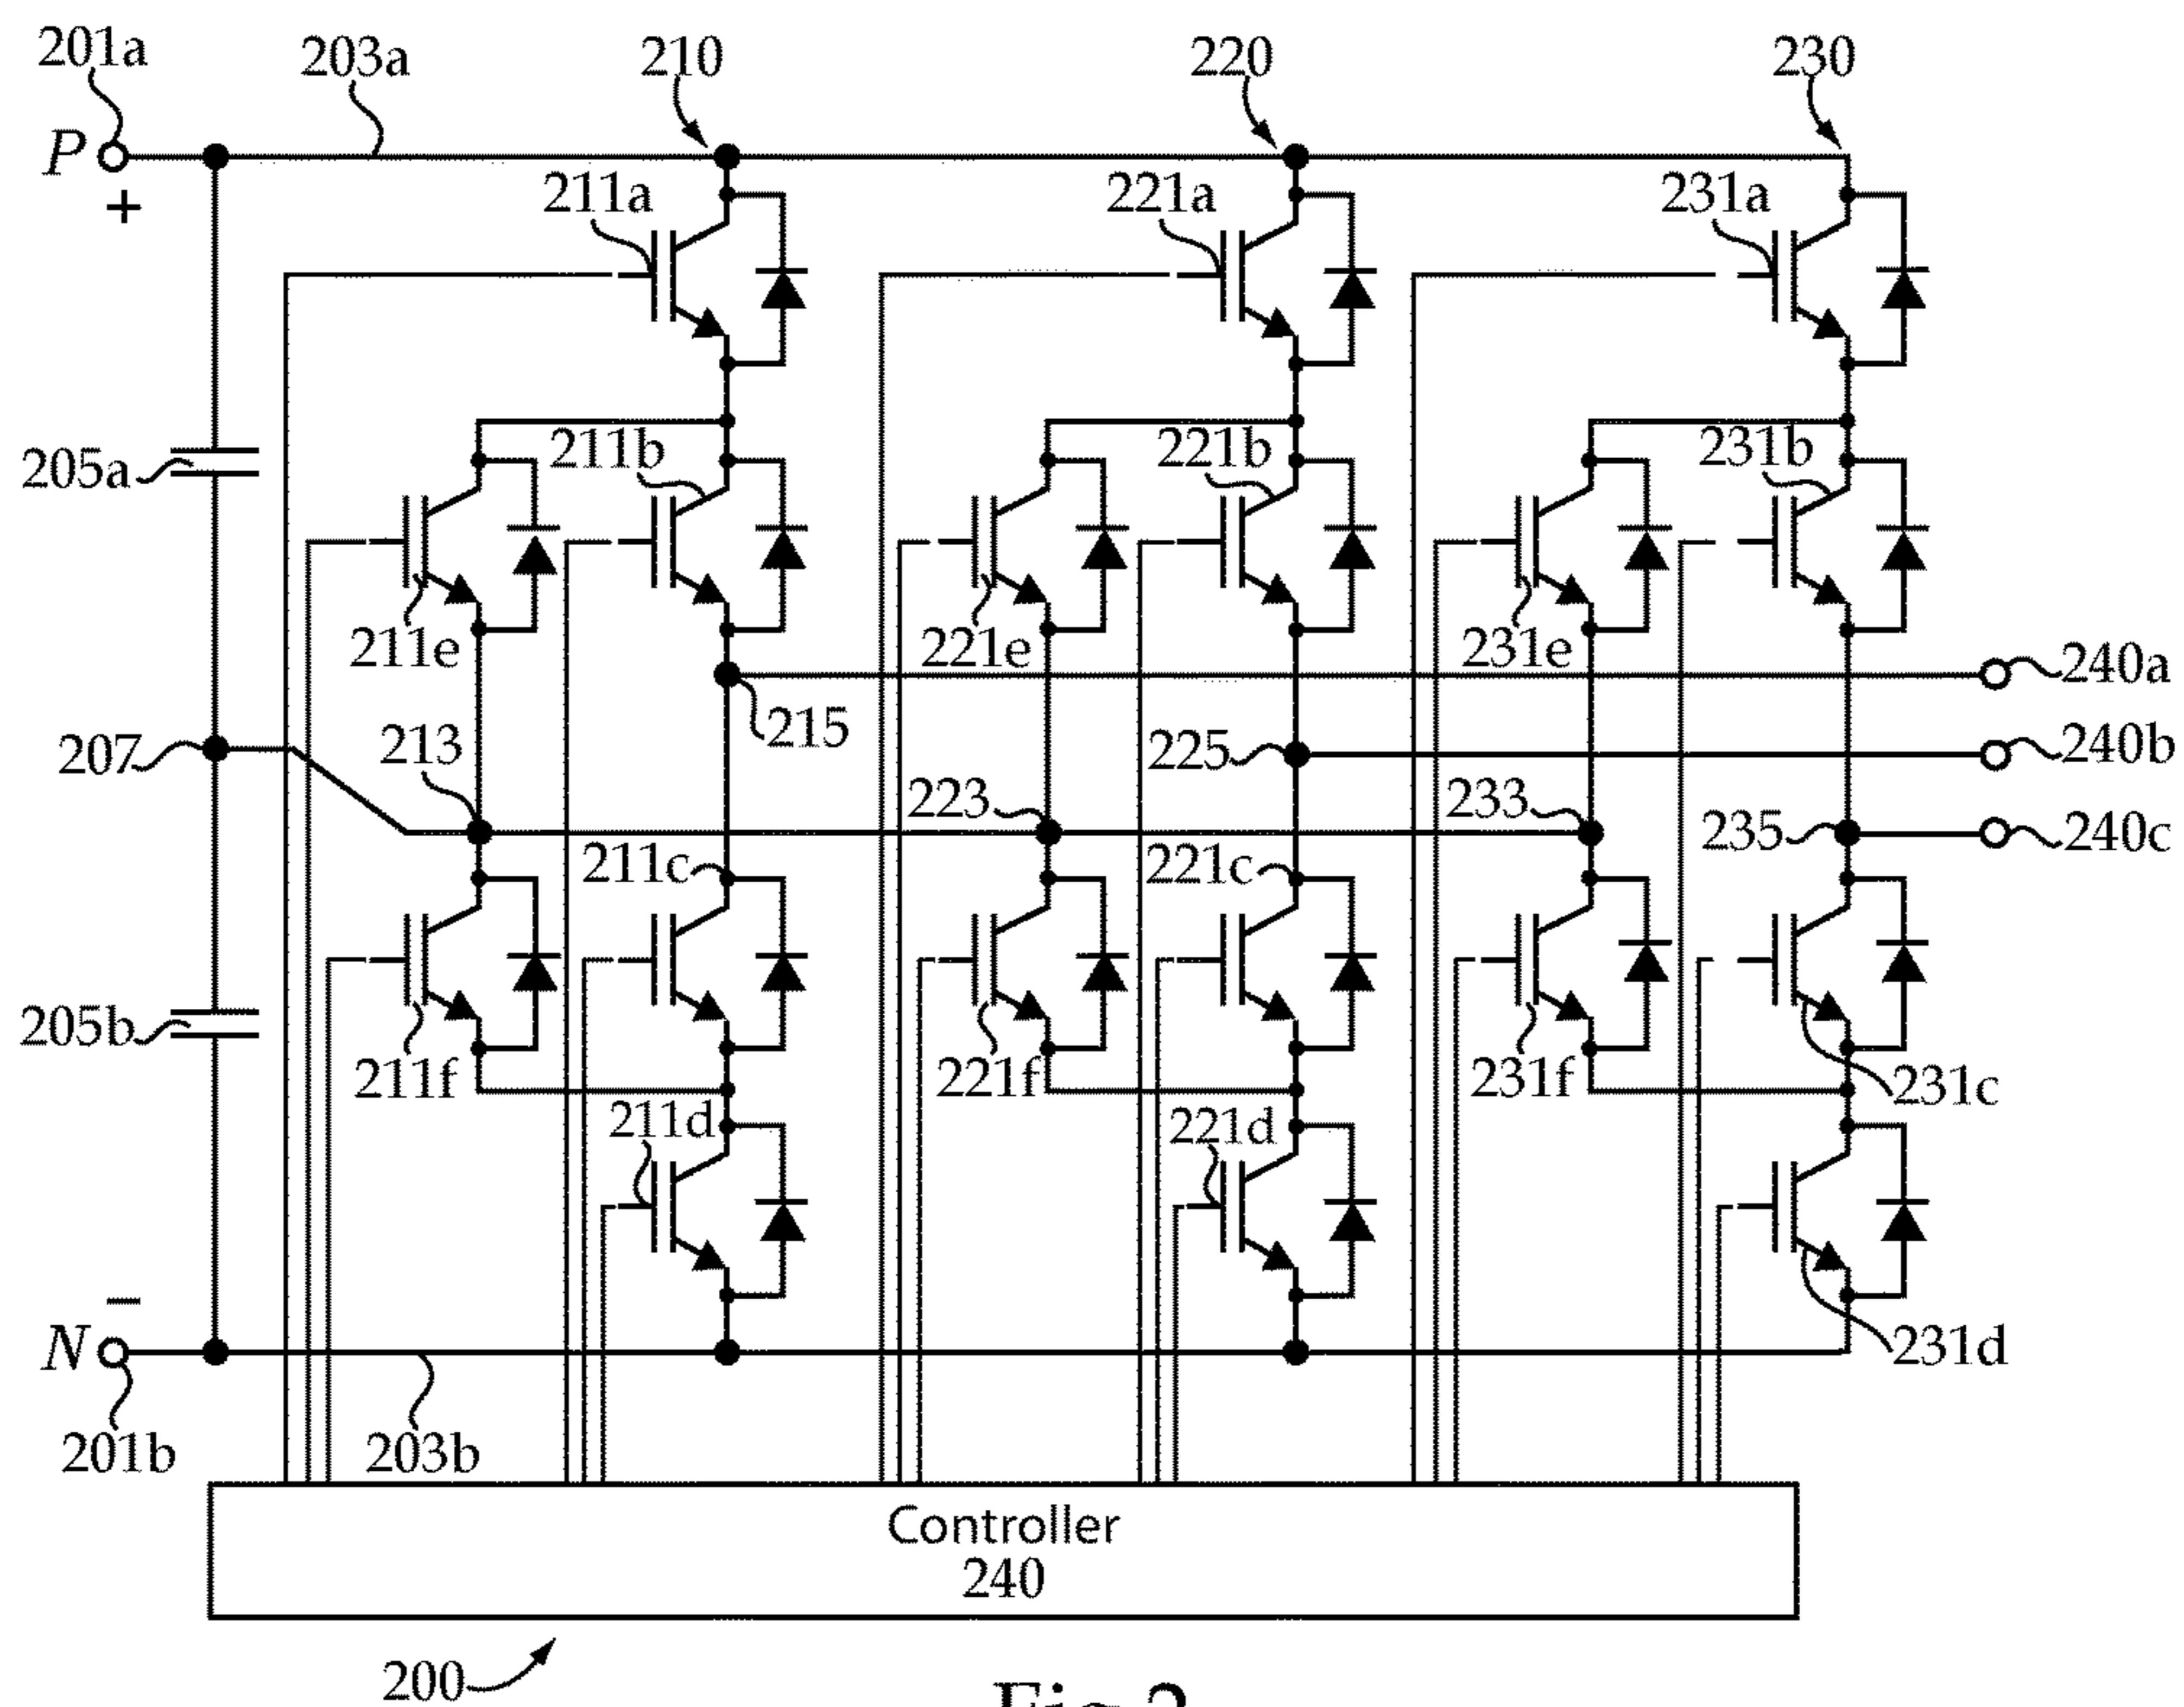 201a
203a
210
220
230
P
+
211a
221a
231a
205a
211b
221b
231b
211e
221e
231e
240a
207
213
215
225
240b
223
233
235
240c
211c
221c
205b
211f
221f
231f
231c
211d
221d
–
N
231d
201b
203b
Controller
240
200
Fig 2